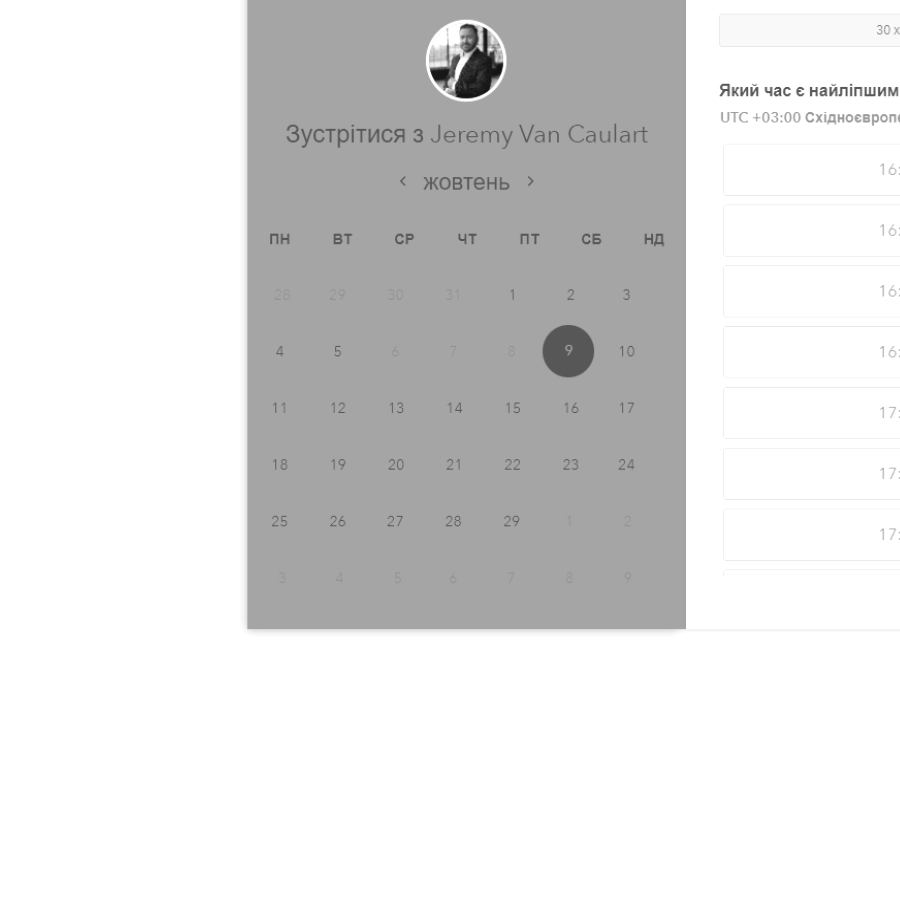 Зустрітися з Jeremy Van Caulart
жовтень
ПН ВТ СР ЧТ ПТ СБ НД
28 29 30 31 1 2 3
4 5 6 7 8 9 10
11 12 13 14 15 16 17
18 19 20 21 22 23 24
25 26 27 28 29 1 2
3 4 5 6 7 8 9
30 х
Який час є найліпшим
UTC +03:00
16:
16:
16:
16:
17:
17:
17: